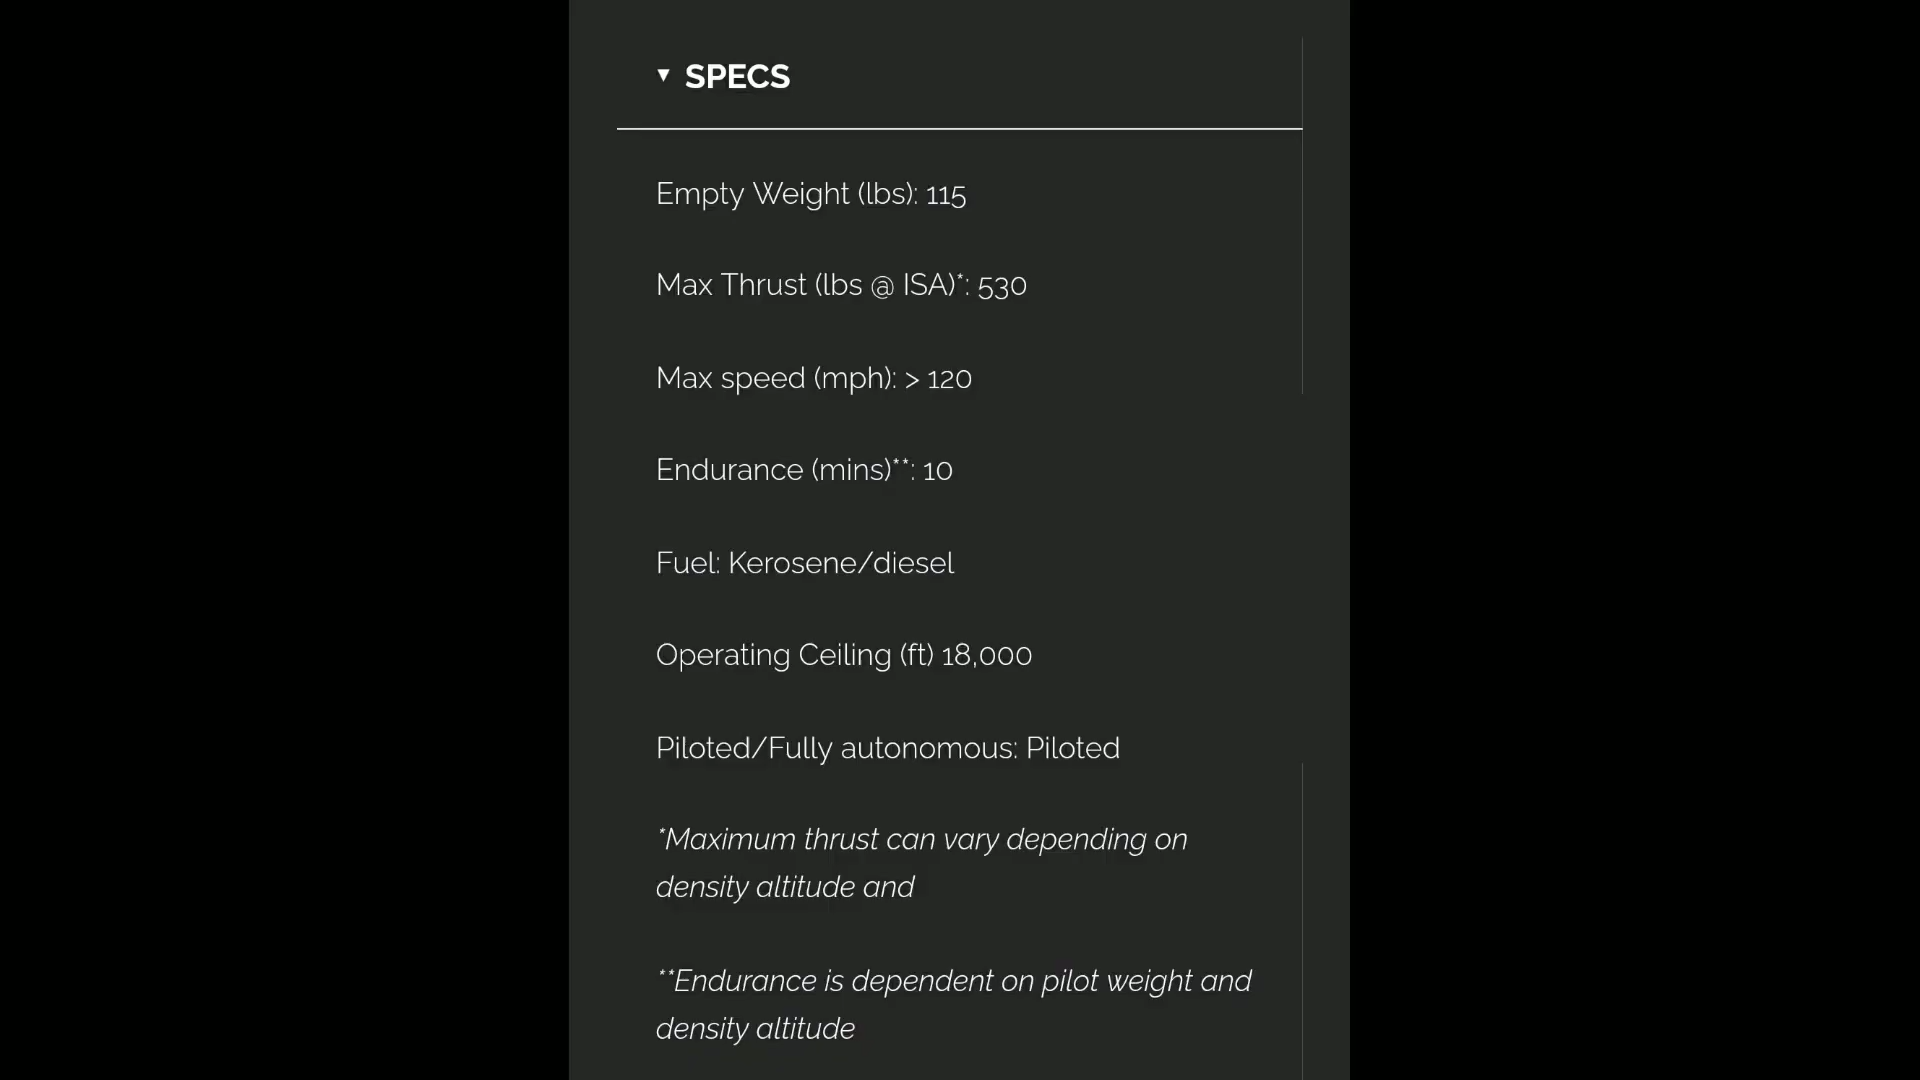 ▼ SPECS
Empty Weight (lbs): 115
Max Thrust (lbs @ ISA)*: 530
Max speed (mph): > 120
Endurance (mins)**: 10
Fuel: Kerosene/diesel
Operating Ceiling (ft) 18,000
Piloted/Fully autonomous: Piloted
*Maximum thrust can vary depending on
density altitude and
**Endurance is dependent on pilot weight and
density altitude